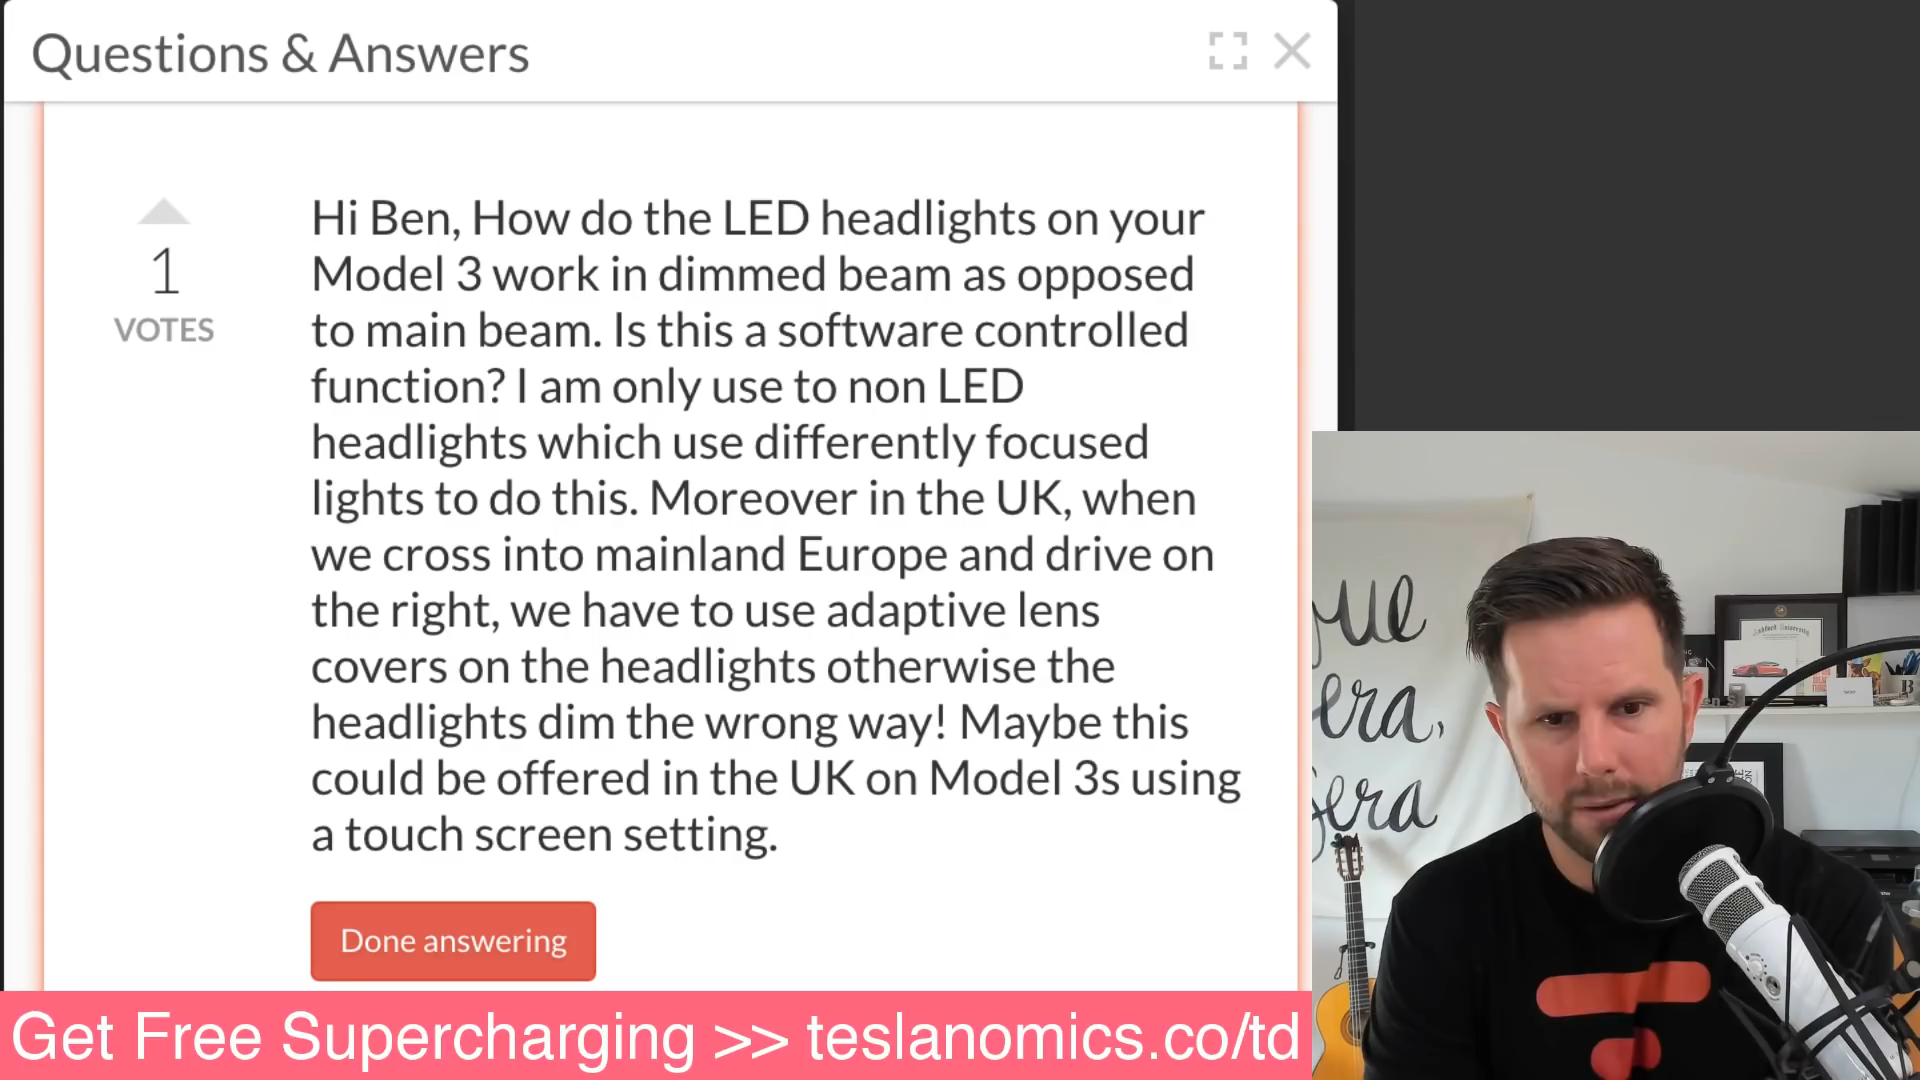 Questions & Answers
1
VOTES
Hi Ben, How do the LED headlights on your
Model 3 work in dimmed beam as opposed
to main beam. Is this a software controlled
function? I am only use to non LED
headlights which use differently focused
lights to do this. Moreover in the UK, when
we cross into mainland Europe and drive on
the right, we have to use adaptive lens
covers on the headlights otherwise the
headlights dim the wrong way! Maybe this
could be offered in the UK on Model 3s using
a touch screen setting.
Done answering
Get Free Supercharging >> teslanomics.co/td
era,
B